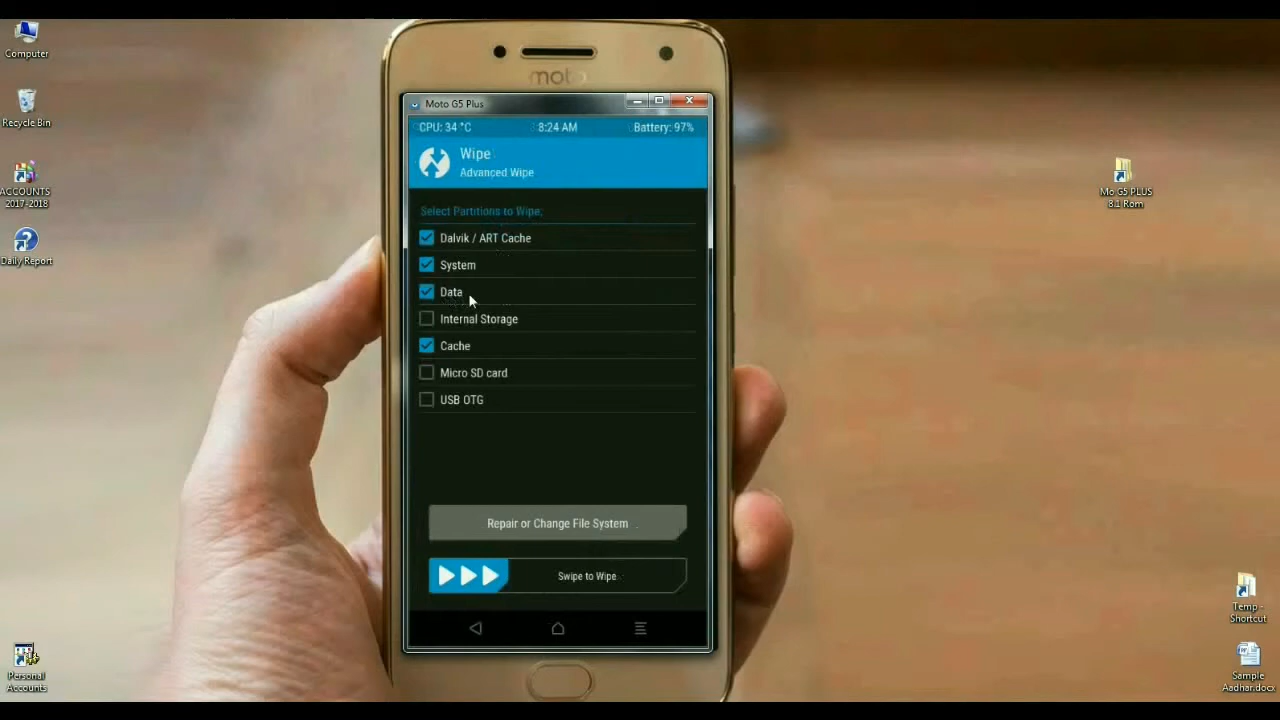 Computer
Recycle Bin
ACCOUNTS
2017-2018
Daily Report
Personal
Accounts
moto
Moto G5 Plus
CPU: 34 °C
8:24 AM
Battery: 97%
Wipe
Advanced Wipe
Select Partitions to Wipe:
Dalvik / ART Cache
System
Data
Internal Storage
Cache
Micro SD card
USB OTG
Repair or Change File System
Swipe to Wipe
Mo G5 PLUS
8.1 Rom
Temp -
Shortcut
Sample
Aadhar.docx